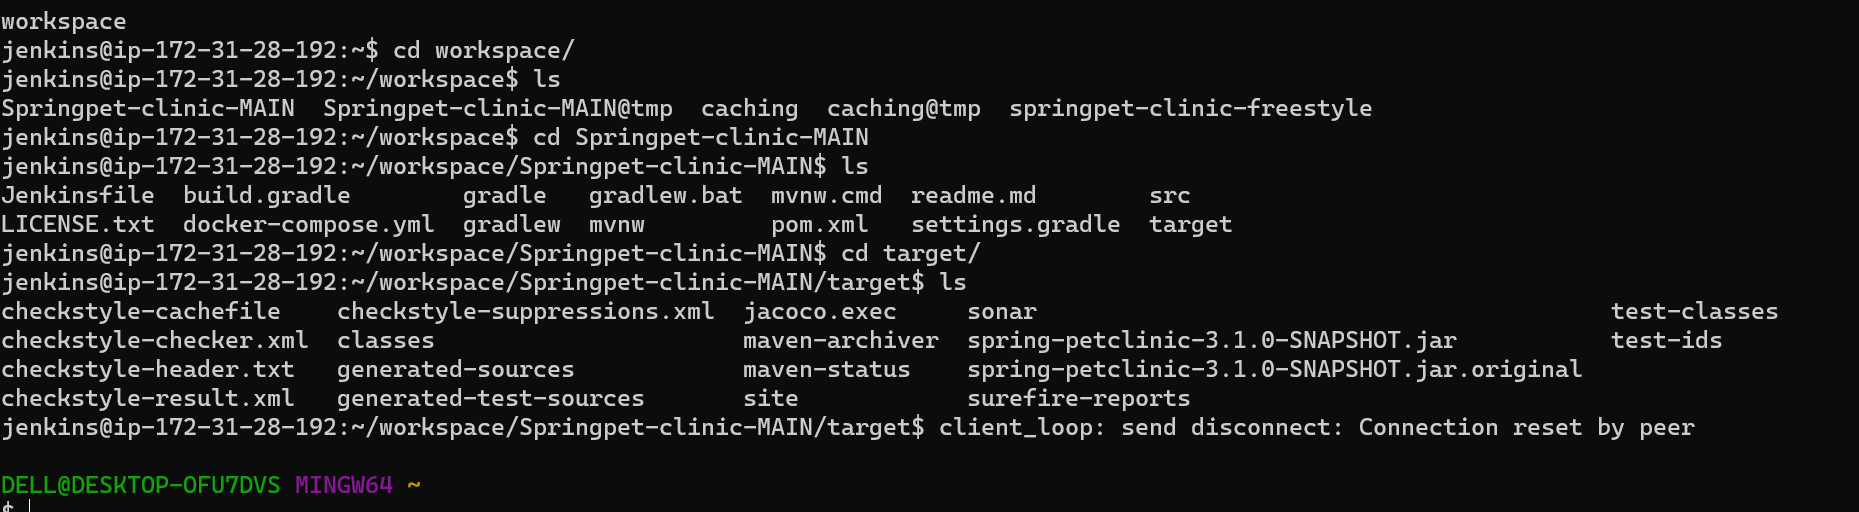 workspace
jenkins@ip-172-31-28-192:~$ cd workspace/
jenkins@ip-172-31-28-192:~/workspace$ ls
Springpet-clinic-MAIN  Springpet-clinic-MAIN@tmp  caching  caching@tmp  springpet-clinic-freestyle
jenkins@ip-172-31-28-192:~/workspace$ cd Springpet-clinic-MAIN
jenkins@ip-172-31-28-192:~/workspace/Springpet-clinic-MAIN$ ls
Jenkinsfile  build.gradle        gradle   gradlew.bat  mvnw.cmd  readme.md        src
LICENSE.txt  docker-compose.yml  gradlew  mvnw         pom.xml   settings.gradle  target
jenkins@ip-172-31-28-192:~/workspace/Springpet-clinic-MAIN$ cd target/
jenkins@ip-172-31-28-192:~/workspace/Springpet-clinic-MAIN/target$ ls
checkstyle-cachefile    checkstyle-suppressions.xml  jacoco.exec     sonar                                         test-classes
checkstyle-checker.xml  classes                      maven-archiver  spring-petclinic-3.1.0-SNAPSHOT.jar           test-ids
checkstyle-header.txt   generated-sources            maven-status    spring-petclinic-3.1.0-SNAPSHOT.jar.original
checkstyle-result.xml   generated-test-sources       site            surefire-reports
jenkins@ip-172-31-28-192:~/workspace/Springpet-clinic-MAIN/target$ client_loop: send disconnect: Connection reset by peer
DELL@DESKTOP-OFU7DVS MINGW64 ~
$